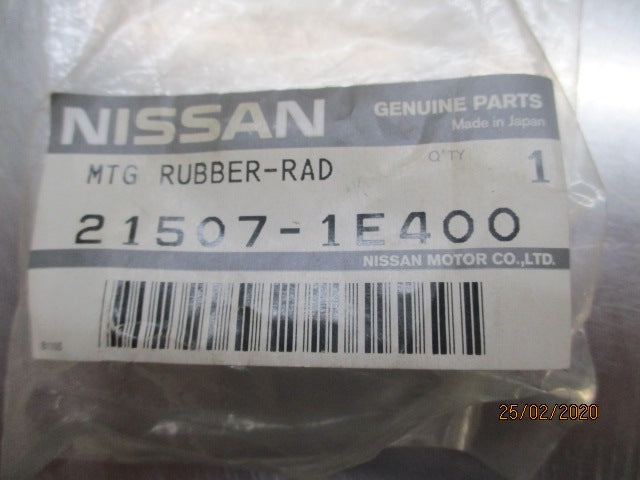 NISSAN
GENUINE PARTS
Made in Japan
MTG RUBBER-RAD
Q'TY
1
21507-1E400
NISSAN MOTOR CO.,LTD.
25/02/2020